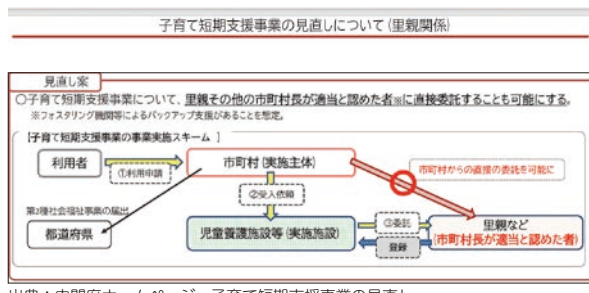 子育て短期支援事業の見直しについて(里親関係)
見直し案
○子育て短期支援事業について、里親その他の市町村長が適当と認めた者※に直接委託することも可能にする。
※フォスタリング機関等によるバックアップ支援があることを想定。
【子育て短期支援事業の事業実施スキーム】
利用者
①利用申請
市町村(実施主体)
市町村からの直接の委託を可能に
②受入依頼
第2種社会福祉事業の届出
都道府県
児童養護施設等(実施施設)
③委託
登録
里親など
(市町村長が適当と認めた者)